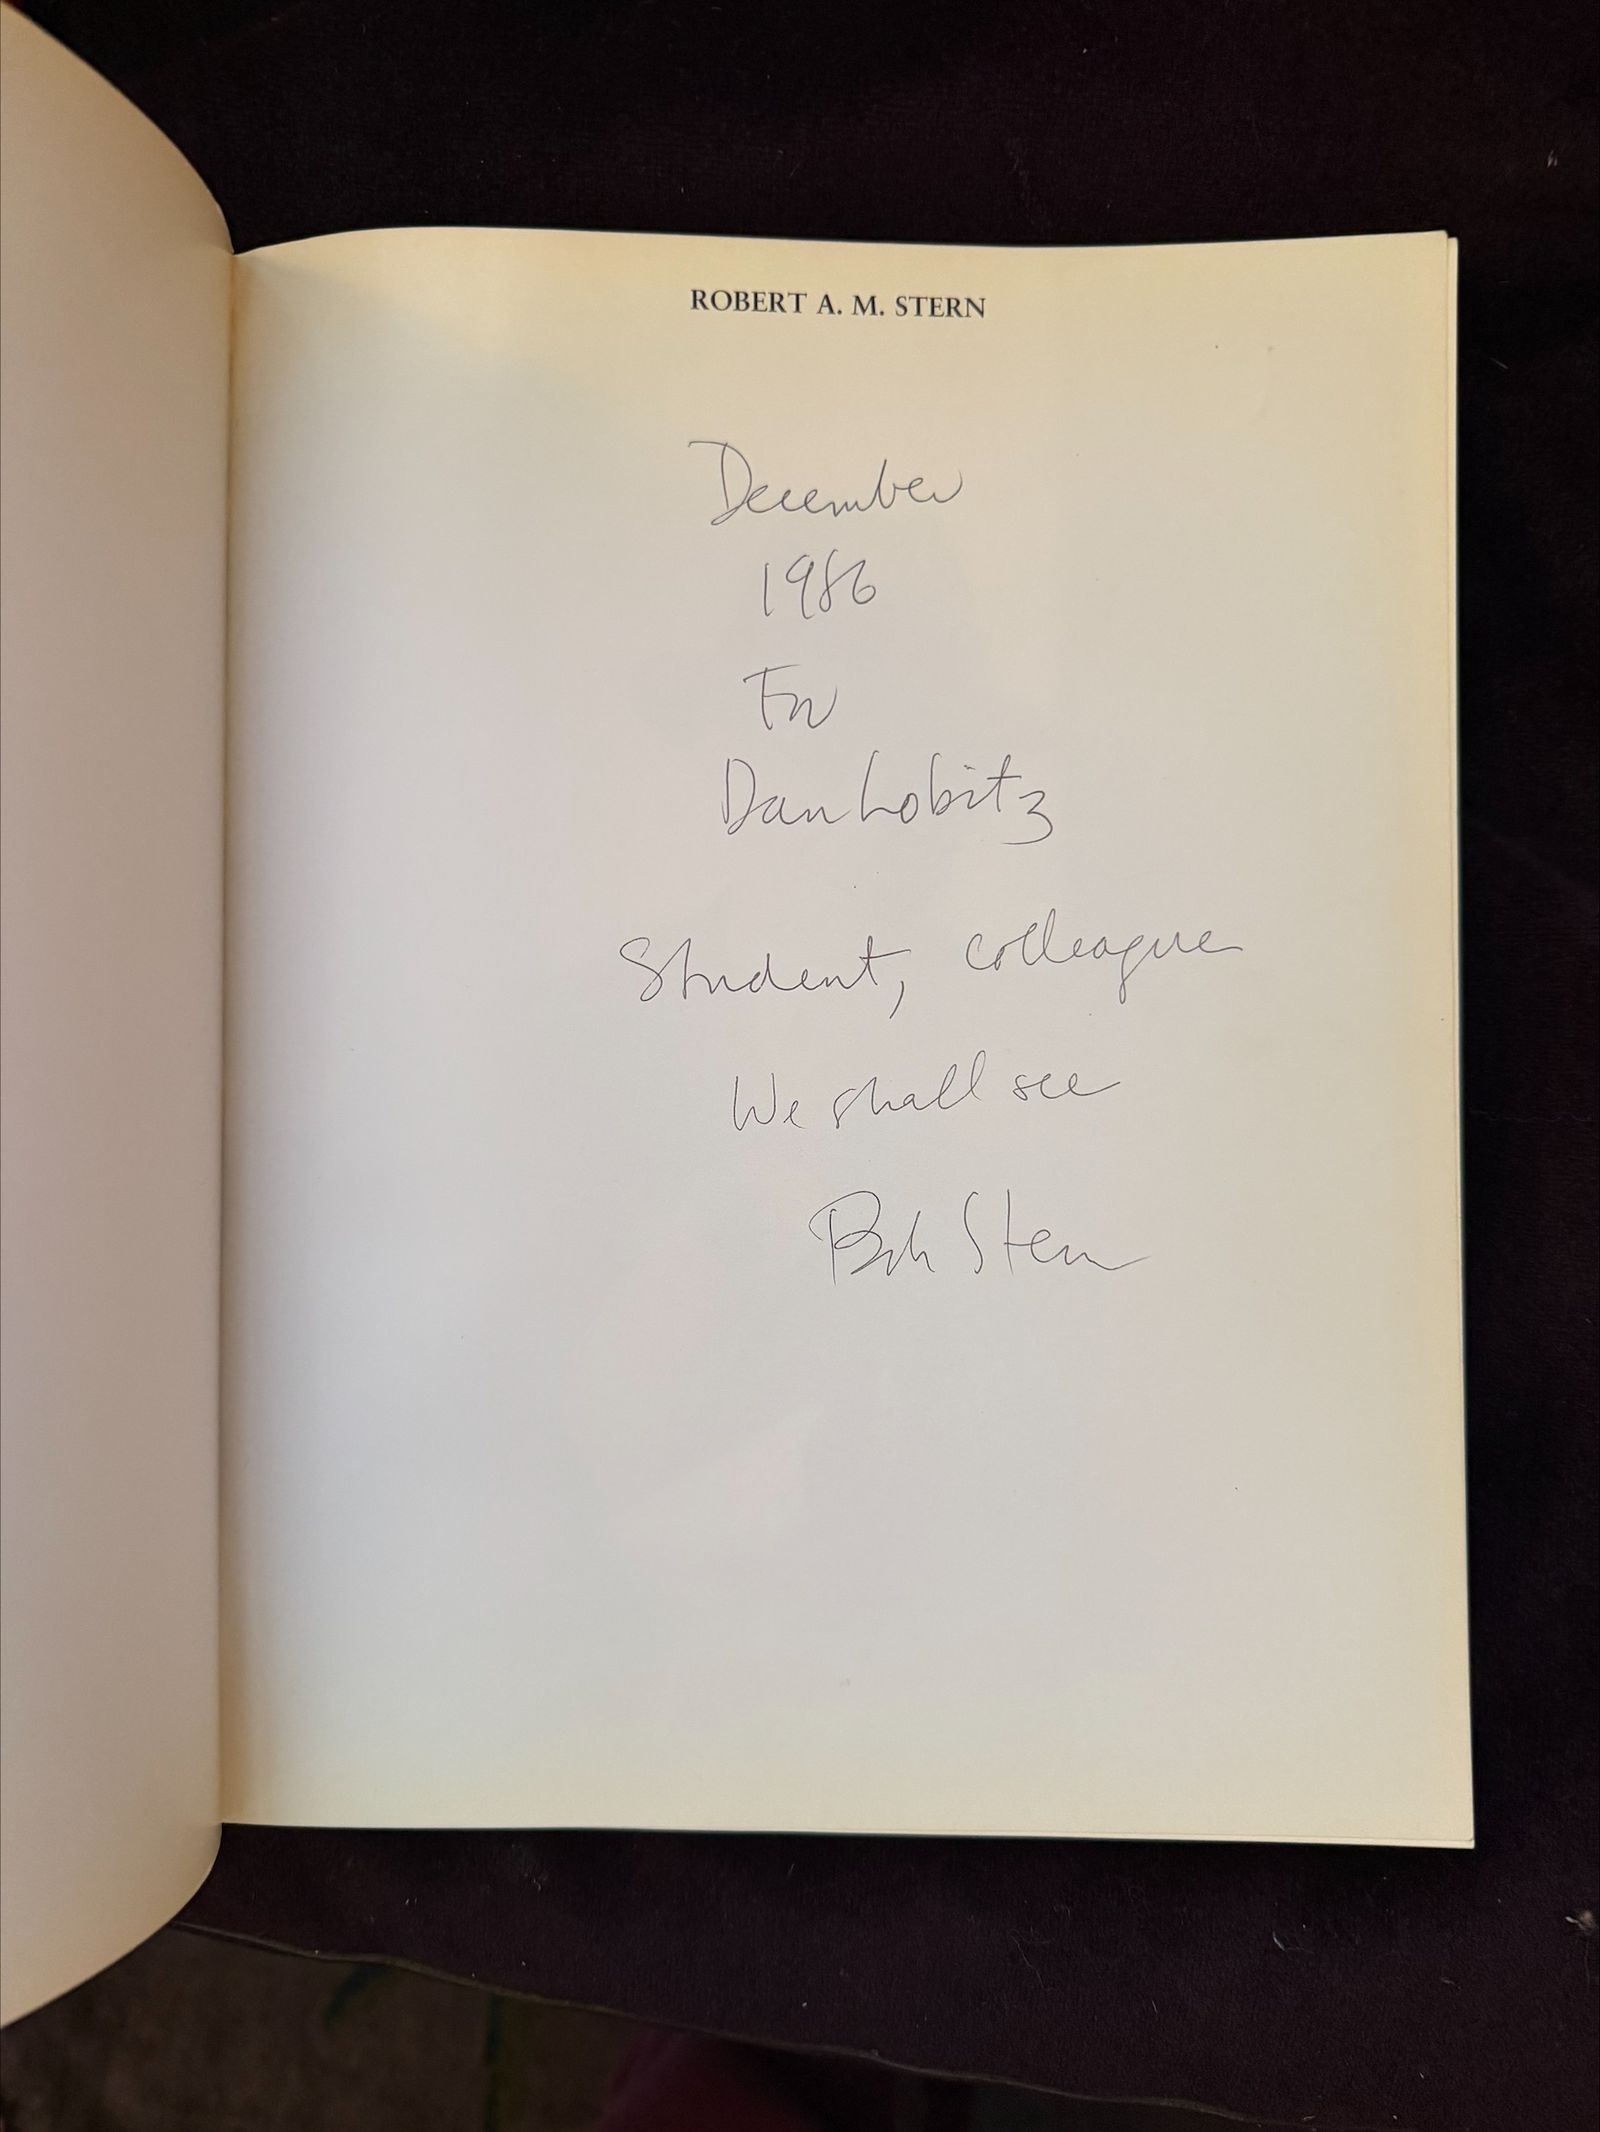 ROBERT A. M. STERN
December
1986
For
Dan Lobitz
Student, colleague
We shall see
Bob Stern